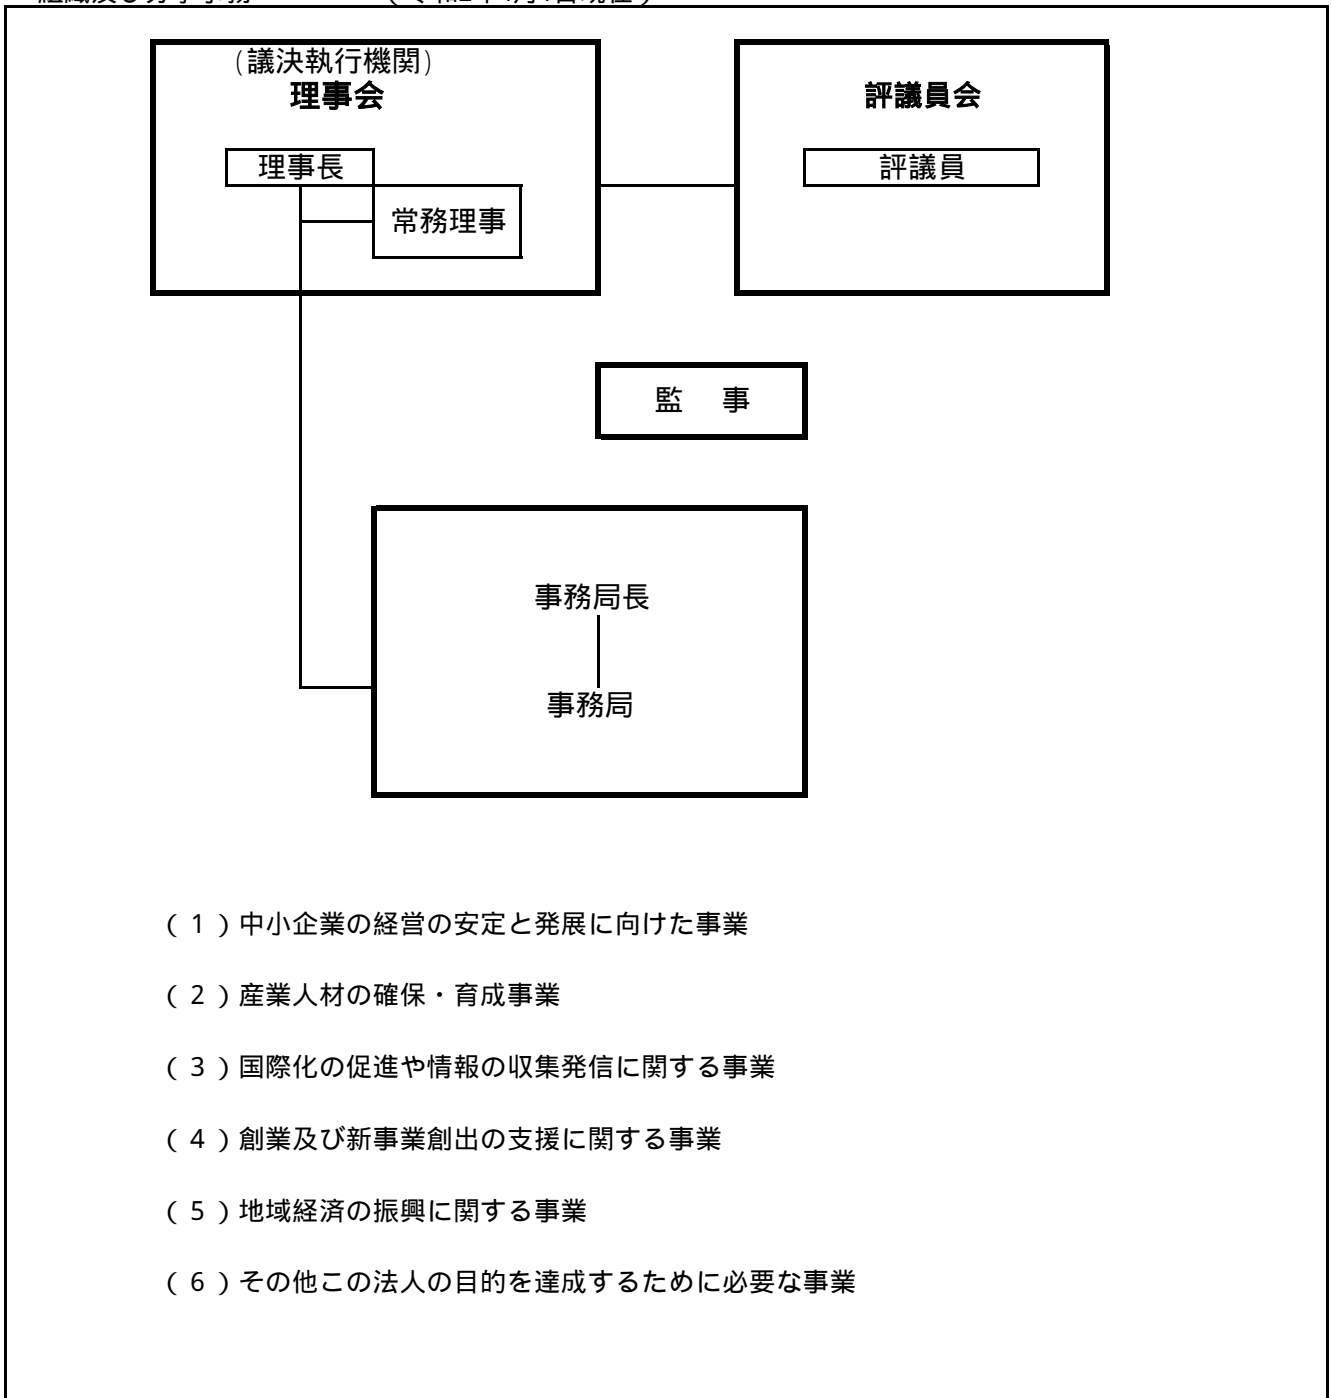 (議決執行機関)
理事会
理事長
常務理事
評議員会
評議員
監　事
事務局長
事務局
(1)中小企業の経営の安定と発展に向けた事業
(2)産業人材の確保・育成事業
(3)国際化の促進や情報の収集発信に関する事業
(4)創業及び新事業創出の支援に関する事業
(5)地域経済の振興に関する事業
(6)その他この法人の目的を達成するために必要な事業